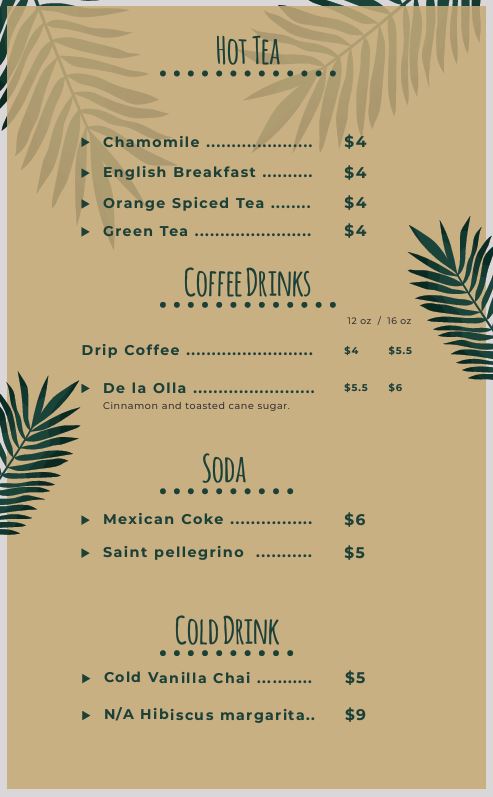 Hot Tea
Chamomile ..................... $4
English Breakfast .......... $4
Orange Spiced Tea ........ $4
Green Tea ....................... $4
Coffee Drinks
12 oz / 16 oz
Drip Coffee ......................... $4 $5.5
De la Olla ........................ $5.5 $6
Cinnamon and toasted cane sugar.
Soda
Mexican Coke ................ $6
Saint pellegrino ........... $5
Cold Drink
Cold Vanilla Chai ........... $5
N/A Hibiscus margarita.. $9